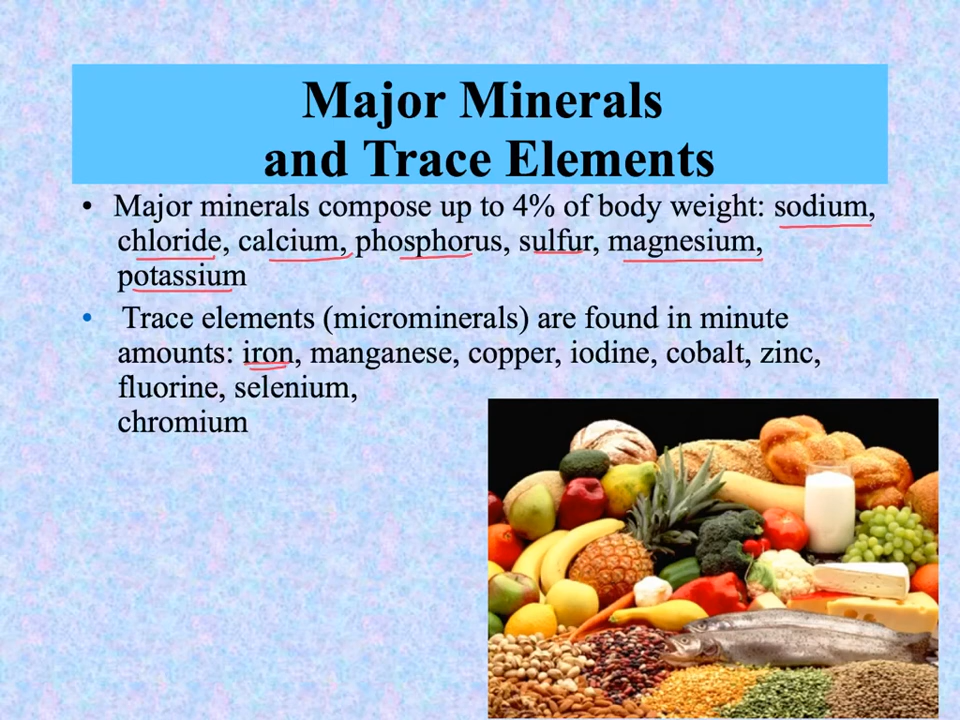 Major Minerals
and Trace Elements
• Major minerals compose up to 4% of body weight: sodium,
chloride, calcium, phosphorus, sulfur, magnesium,
potassium
• Trace elements (microminerals) are found in minute
amounts: iron, manganese, copper, iodine, cobalt, zinc,
fluorine, selenium,
chromium